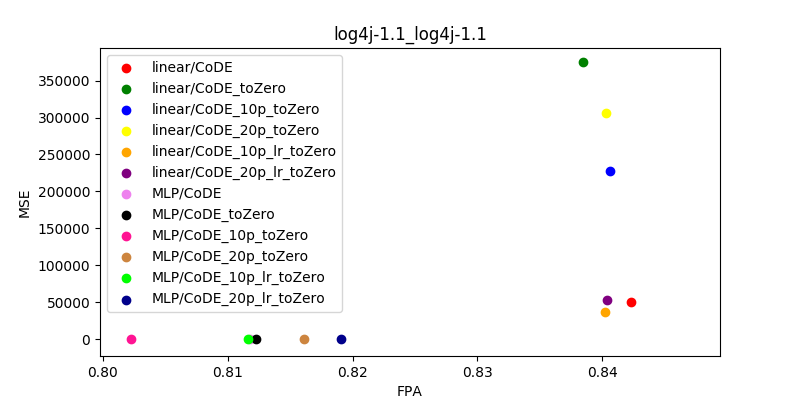 log4j-1.1_log4j-1.1
linear/CoDE
linear/CoDE_toZero
linear/CoDE_10p_toZero
linear/CoDE_20p_toZero
linear/CoDE_10p_lr_toZero
linear/CoDE_20p_lr_toZero
MLP/CoDE
MLP/CoDE_toZero
MLP/CoDE_10p_toZero
MLP/CoDE_20p_toZero
MLP/CoDE_10p_lr_toZero
MLP/CoDE_20p_lr_toZero
MSE
350000
300000
250000
200000
150000
100000
50000
0
0.80 0.81 0.82 0.83 0.84
FPA